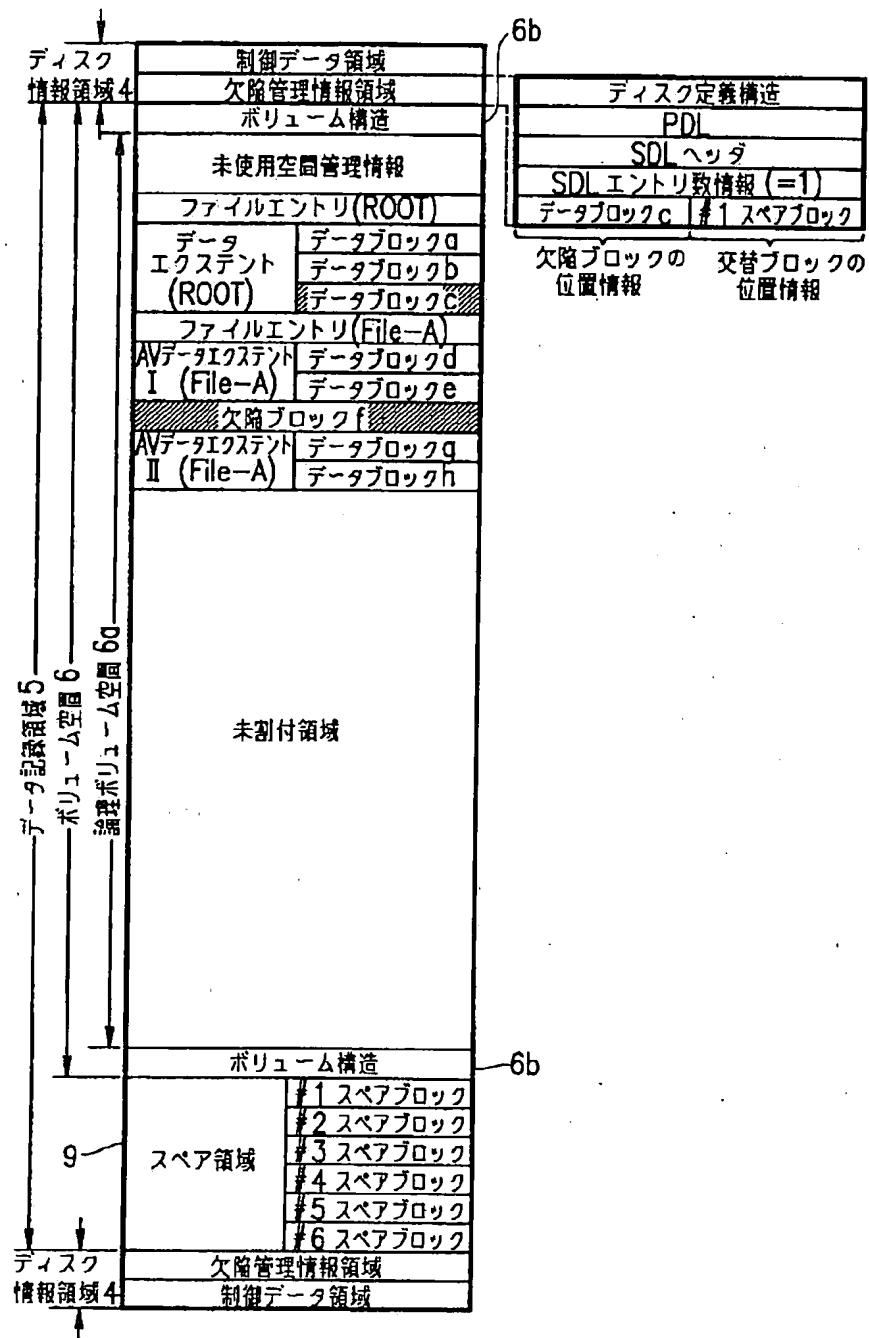 6b
ディスク
情報領域4
制御データ領域
欠陥管理情報領域
ボリューム構造
未使用空間管理情報
ファイルエントリ(ROOT)
データ
エクステント
(ROOT)
データブロックa
データブロックb
データブロックc
ファイルエントリ(File-A)
AVデータエクステント
I (File-A)
データブロックd
データブロックe
欠陥ブロックf
AVデータエクステント
II (File-A)
データブロックg
データブロックh
未割付領域
ディスク定義構造
PDL
SDLヘッダ
SDLエントリ数情報(=1)
データブロックc
#1 スペアブロック
欠陥ブロックの
位置情報
交替ブロックの
位置情報
データ記録領域5
ボリューム空間6
論理ボリューム空間6a
ボリューム構造
6b
9
スペア領域
#1 スペアブロック
#2 スペアブロック
#3 スペアブロック
#4 スペアブロック
#5 スペアブロック
#6 スペアブロック
ディスク
情報領域4
欠陥管理情報領域
制御データ領域